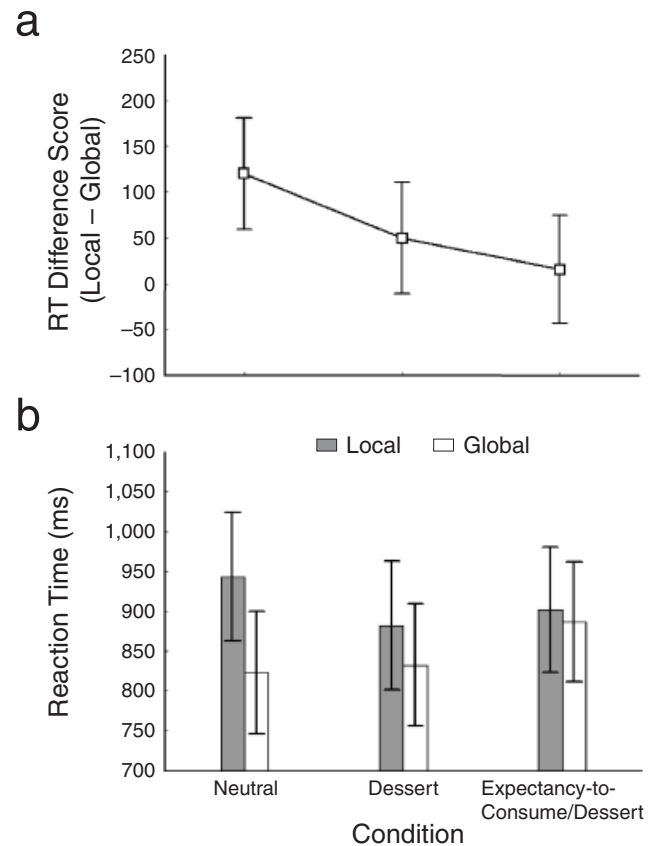 a
RT Difference Score
(Local – Global)
250
200
150
100
50
0
–50
–100
b
Local
Global
Reaction Time (ms)
1,100
1,050
1,000
950
900
850
800
750
700
Neutral
Dessert
Expectancy-to-
Consume/Dessert
Condition